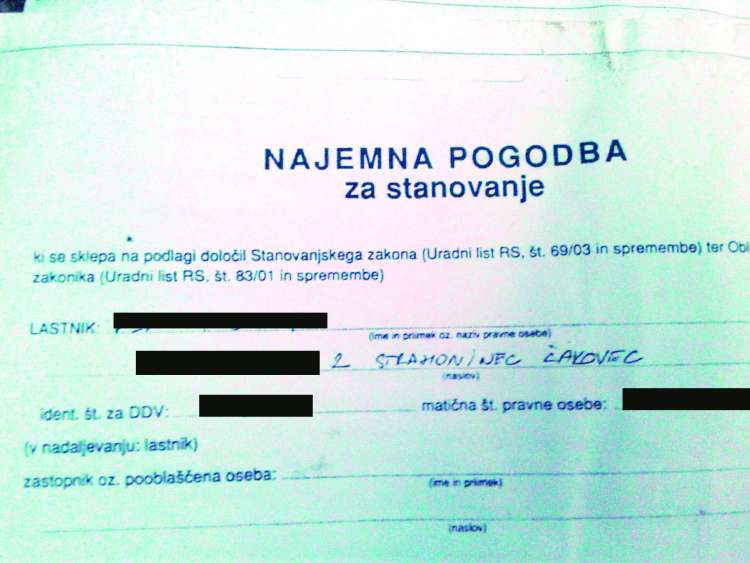 NAJEMNA POGODBA
za stanovanje
ki se sklepa na podlagi določil Stanovanjskega zakona (Uradni list RS, št. 69/03 in spremembe) ter Obl
zakonika (Uradni list RS, št. 83/01 in spremembe)
LASTNIK:
(ime in priimek oz. naziv pravne osebe)
2 STRAHONINEC ČAKOVEC
(naslov)
ident. št. za DDV: matična št. pravne osebe:
(v nadaljevanju: lastnik)
zastopnik oz. pooblaščena oseba:
(ime in priimek)
(naslov)